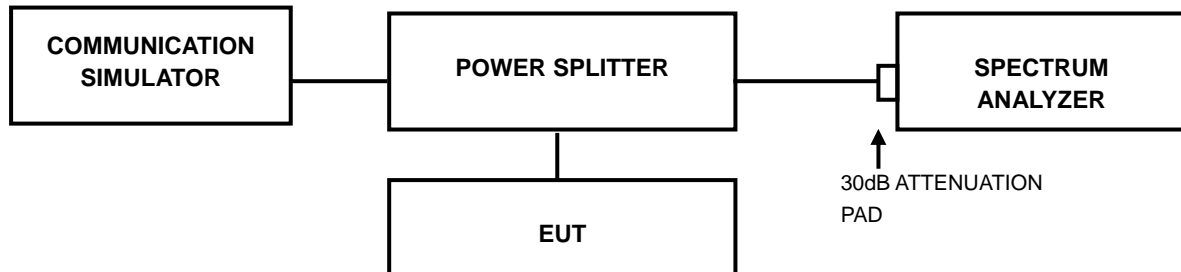 COMMUNICATION
SIMULATOR
POWER SPLITTER
SPECTRUM
ANALYZER
30dB ATTENUATION
PAD
EUT